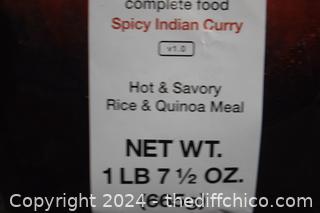 complete food
Spicy Indian Curry
v1.0
Hot & Savory
Rice & Quinoa Meal
NET WT.
1 LB 7 ½ OZ.
Copyright 2024 - thediffchico.com